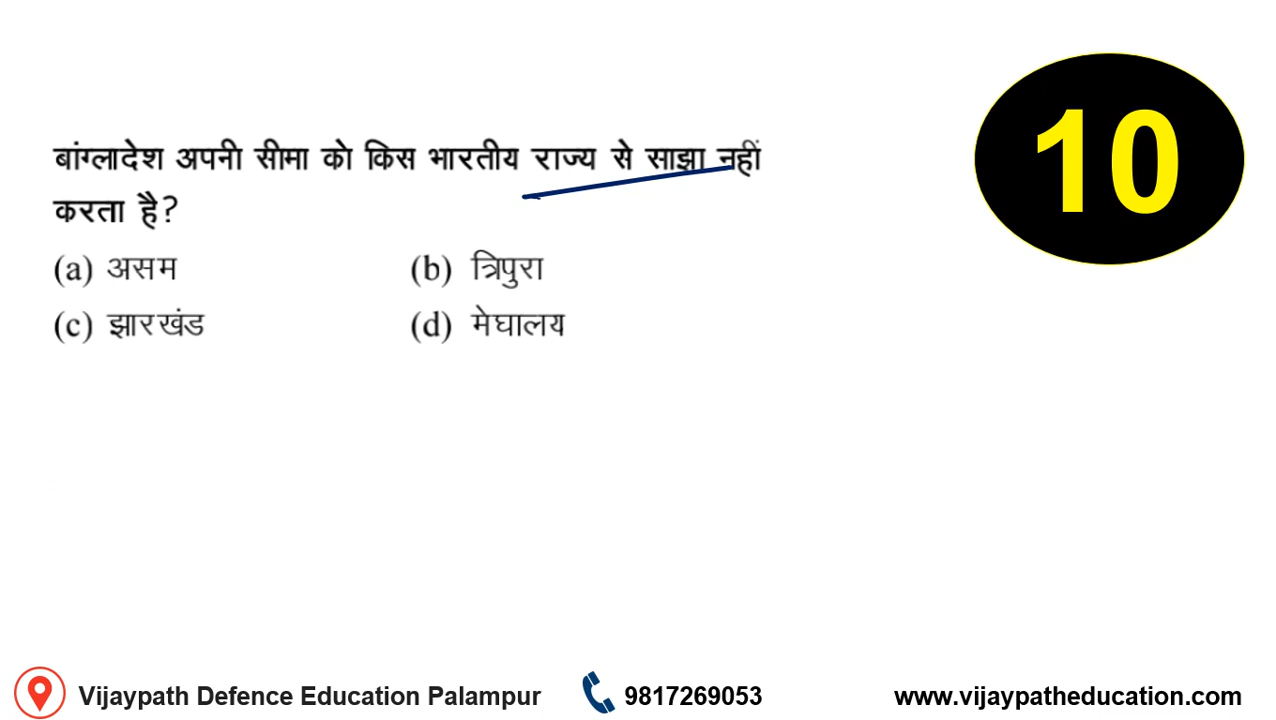 बांग्लादेश अपनी सीमा को किस भारतीय राज्य से साझा नहीं
करता है?
(a) असम (b) त्रिपुरा
(c) झारखंड (d) मेघालय
10
Vijaypath Defence Education Palampur 9817269053 www.vijaypatheducation.com